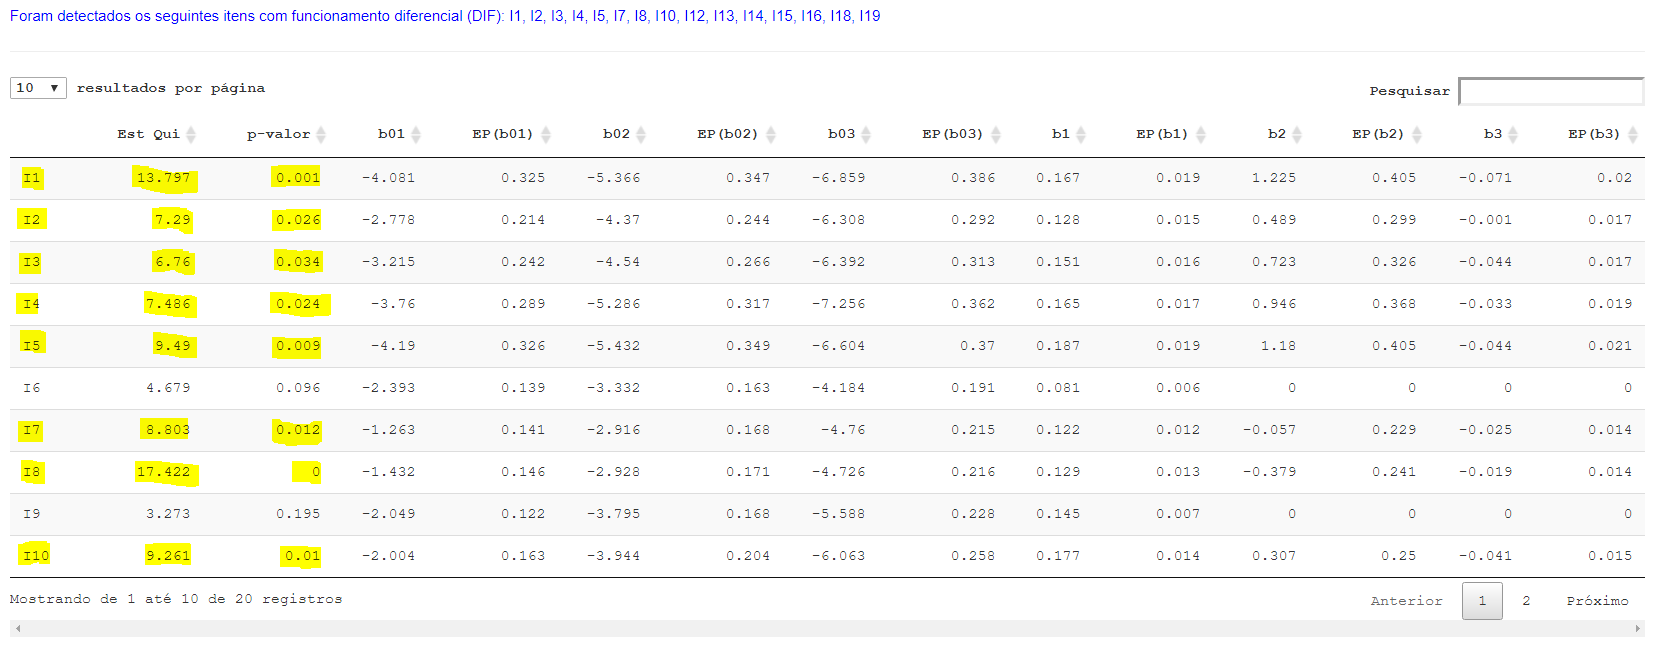 Foram detectados os seguintes itens com funcionamento diferencial (DIF): I1, I2, I3, I4, I5, I7, I8, I10, I12, I13, I14, I15, I16, I18, I19
10 resultados por página Pesquisar
Est Qui p-valor b01 EP(b01) b02 EP(b02) b03 EP(b03) b1 EP(b1) b2 EP(b2) b3 EP(b3)
I1 13.797 0.001 -4.081 0.325 -5.366 0.347 -6.859 0.386 0.167 0.019 1.225 0.405 -0.071 0.02
I2 7.29 0.026 -2.778 0.214 -4.37 0.244 -6.308 0.292 0.128 0.015 0.489 0.299 -0.001 0.017
I3 6.76 0.034 -3.215 0.242 -4.54 0.266 -6.392 0.313 0.151 0.016 0.723 0.326 -0.044 0.017
I4 7.486 0.024 -3.76 0.289 -5.286 0.317 -7.256 0.362 0.165 0.017 0.946 0.368 -0.033 0.019
I5 9.49 0.009 -4.19 0.326 -5.432 0.349 -6.604 0.37 0.187 0.019 1.18 0.405 -0.044 0.021
I6 4.679 0.096 -2.393 0.139 -3.332 0.163 -4.184 0.191 0.081 0.006 0 0 0 0
I7 8.803 0.012 -1.263 0.141 -2.916 0.168 -4.76 0.215 0.122 0.012 -0.057 0.229 -0.025 0.014
I8 17.422 0 -1.432 0.146 -2.928 0.171 -4.726 0.216 0.129 0.013 -0.379 0.241 -0.019 0.014
I9 3.273 0.195 -2.049 0.122 -3.795 0.168 -5.588 0.228 0.145 0.007 0 0 0 0
I10 9.261 0.01 -2.004 0.163 -3.944 0.204 -6.063 0.258 0.177 0.014 0.307 0.25 -0.041 0.015
Mostrando de 1 até 10 de 20 registros Anterior 1 2 Próximo